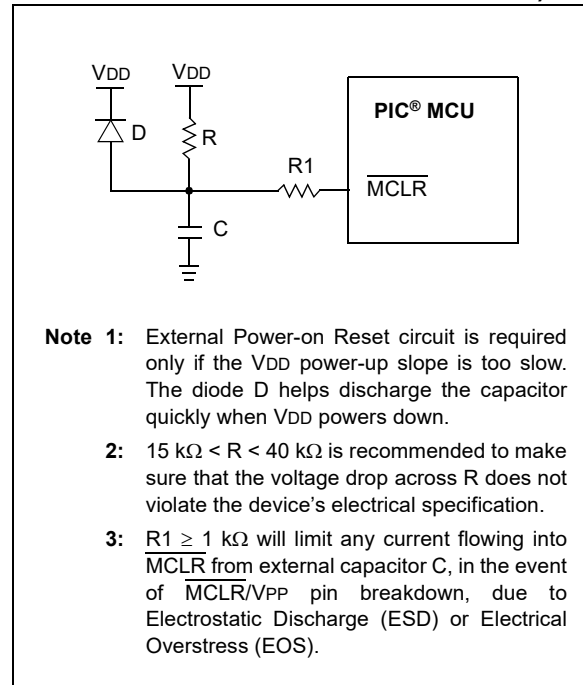 VDD VDD
D
R
R1
C
PIC® MCU
MCLR
Note 1: External Power-on Reset circuit is required
only if the VDD power-up slope is too slow.
The diode D helps discharge the capacitor
quickly when VDD powers down.
2: 15 kΩ < R < 40 kΩ is recommended to make
sure that the voltage drop across R does not
violate the device's electrical specification.
3: R1 ≥ 1 kΩ will limit any current flowing into
MCLR from external capacitor C, in the event
of MCLR/VPP pin breakdown, due to
Electrostatic Discharge (ESD) or Electrical
Overstress (EOS).